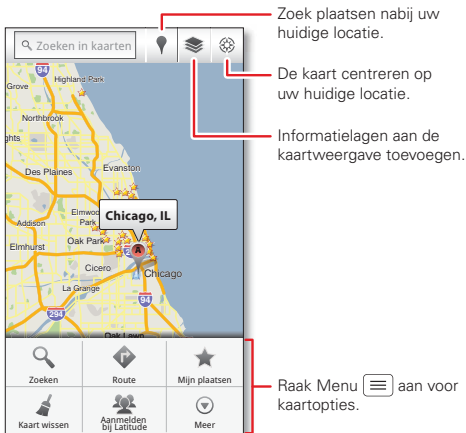 Zoek plaatsen nabij uw
huidige locatie.
Zoeken in kaarten
De kaart centreren op
uw huidige locatie.
Informatielagen aan de
kaartweergave toevoegen.
94
Highland Park
Grove
Northbrook
ghts
Des Plaines
Evanston
Elmwoo
Park
Chicago, IL
Addison
Oak Park
Elmhurst
A
Cicero
Chicago
La Grange
94
294
Oak Lawn
Zoeken
Route
Mijn plaatsen
Kaart wissen
Aanmelden
bij Latitude
Meer
Raak Menu aan voor
kaartopties.